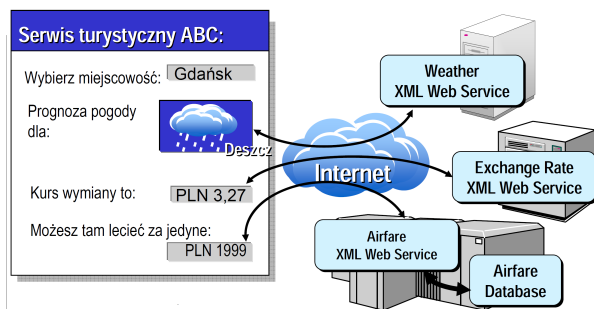 Serwis turystyczny ABC:
Wybierz miejscowość: Gdańsk
Prognoza pogody
dla:
Deszcz
Kurs wymiany to: PLN 3,27
Możesz tam lecieć za jedyne:
PLN 1999
Internet
Weather
XML Web Service
Exchange Rate
XML Web Service
Airfare
XML Web Service
Airfare
Database